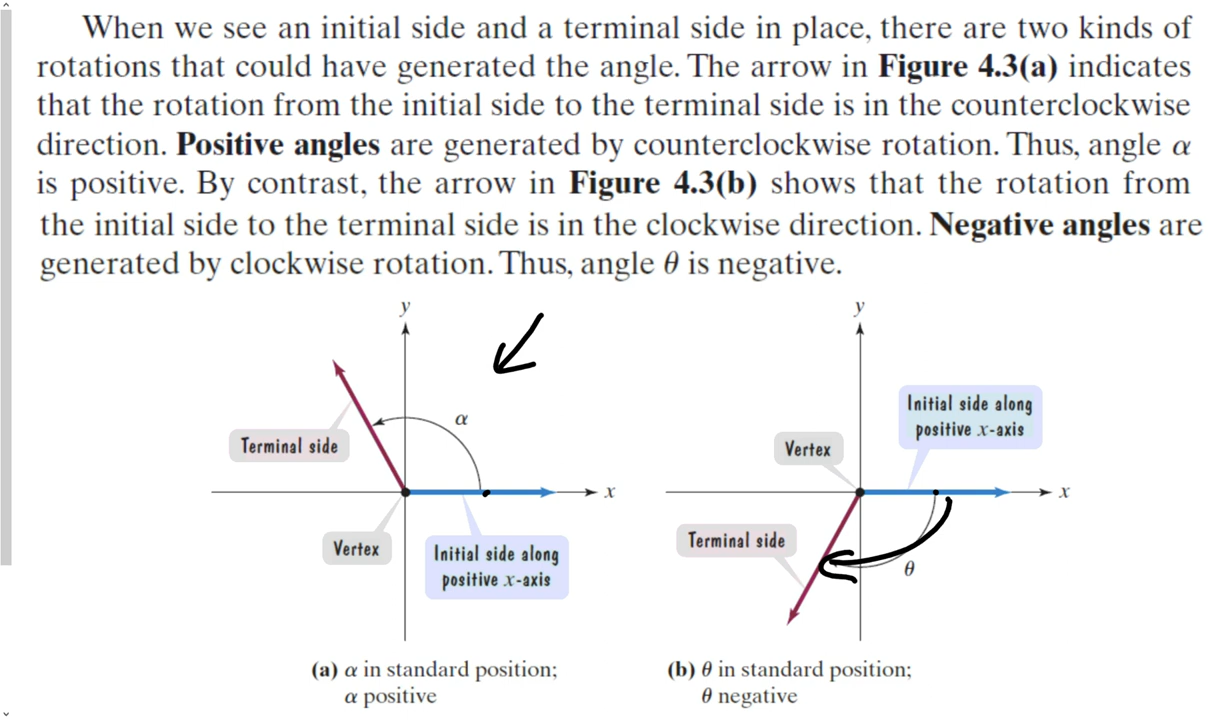 When we see an initial side and a terminal side in place, there are two kinds of
rotations that could have generated the angle. The arrow in Figure 4.3(a) indicates
that the rotation from the initial side to the terminal side is in the counterclockwise
direction. Positive angles are generated by counterclockwise rotation. Thus, angle α
is positive. By contrast, the arrow in Figure 4.3(b) shows that the rotation from
the initial side to the terminal side is in the clockwise direction. Negative angles are
generated by clockwise rotation. Thus, angle θ is negative.
y
α
Terminal side
x
Vertex
Initial side along
positive x-axis
(a) α in standard position;
α positive
y
Initial side along
positive x-axis
Vertex
x
Terminal side
θ
(b) θ in standard position;
θ negative